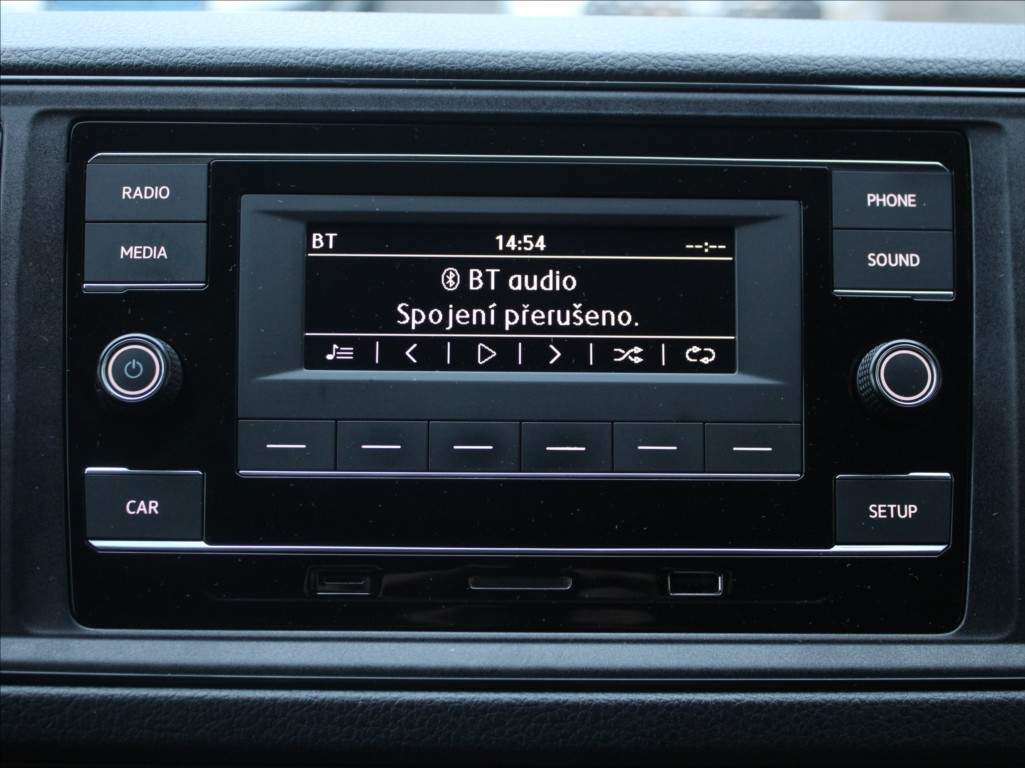 RADIO
MEDIA
PHONE
SOUND
BT 14:54 --:--
BT audio
Spojení přerušeno.
CAR
SETUP